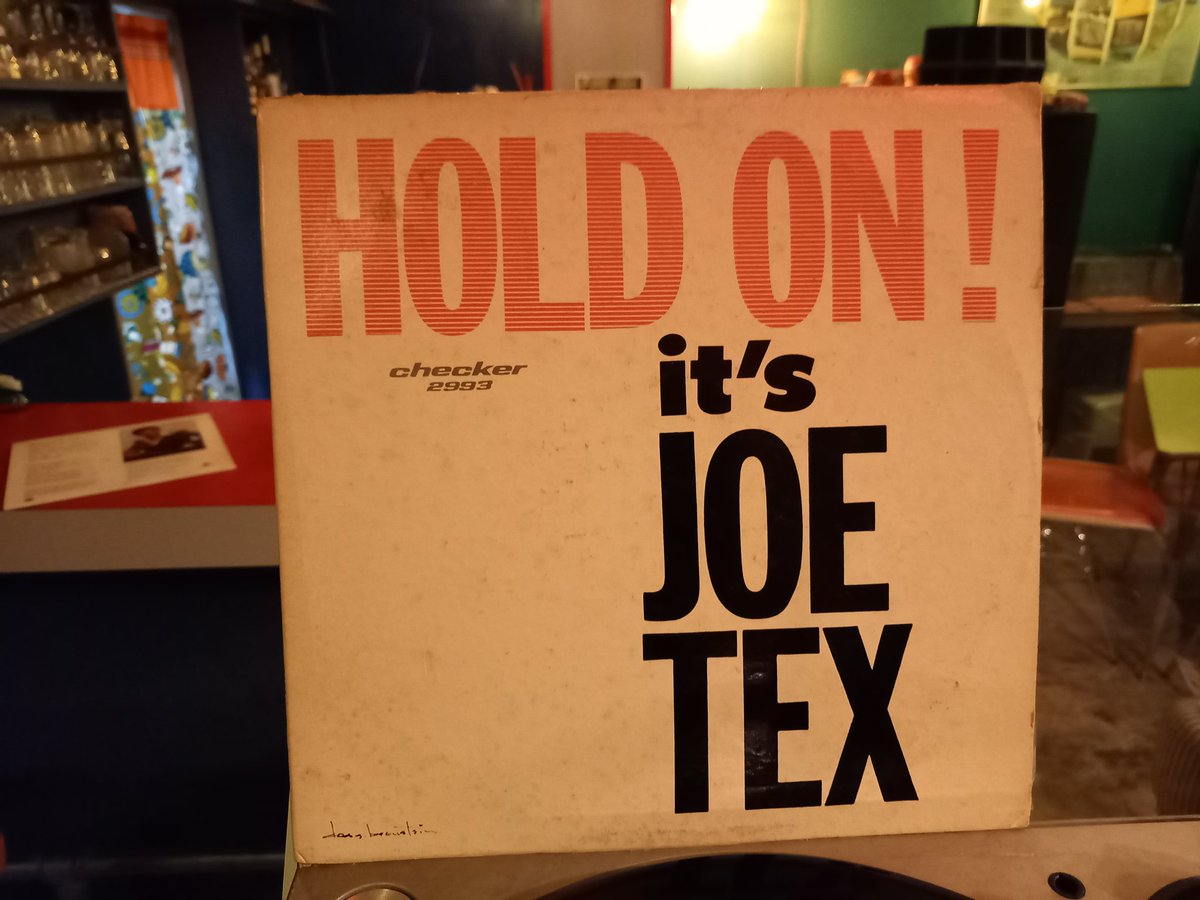 HOLD ON!
checker
2993
it's
JOE
TEX